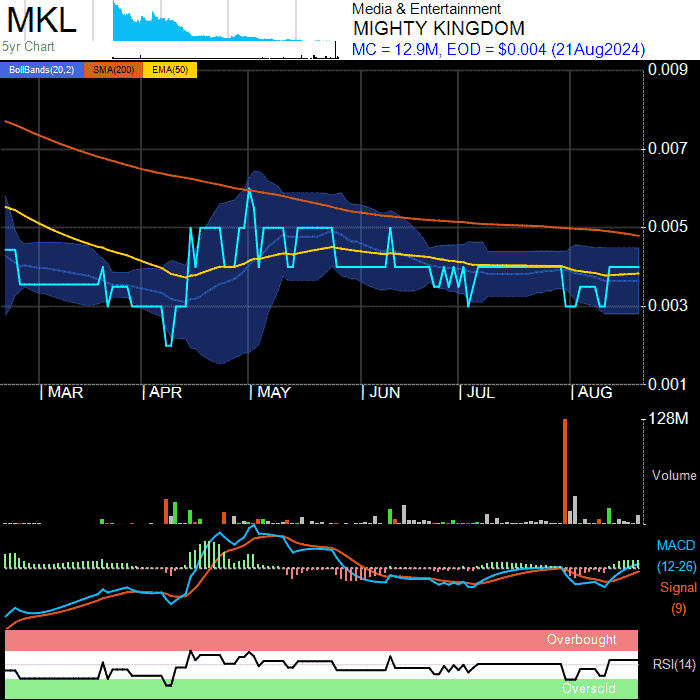 MKL
5yr Chart
Media & Entertainment
MIGHTY KINGDOM
MC = 12.9M, EOD = $0.004 (21Aug2024)
BollBands(20,2) SMA(200) EMA(50)
0.009
0.007
0.005
0.003
0.001
MAR APR MAY JUN JUL AUG
128M
Volume
MACD
(12-26)
Signal
(9)
Overbought
RSI(14)
Oversold